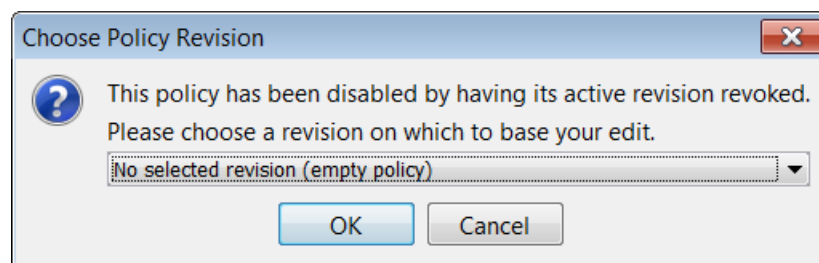 Choose Policy Revision
This policy has been disabled by having its active revision revoked.
Please choose a revision on which to base your edit.
No selected revision (empty policy)
OK Cancel